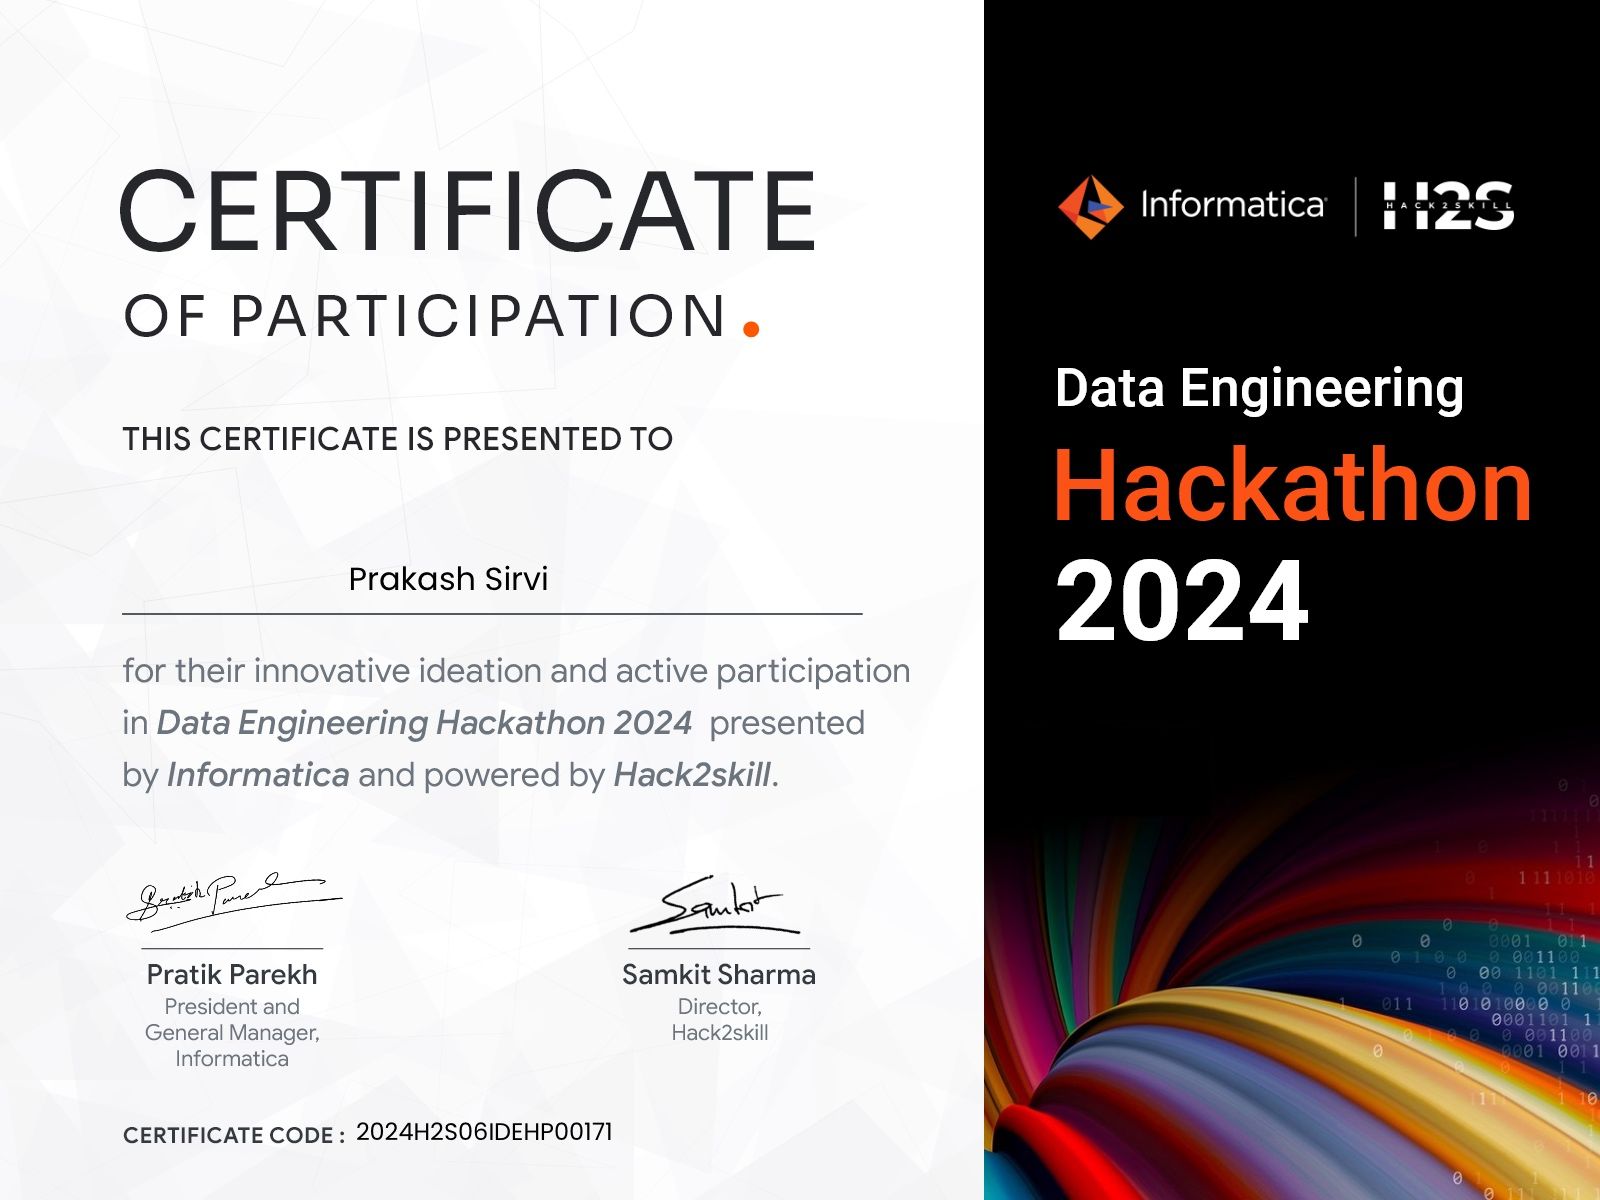 CERTIFICATE
OF PARTICIPATION.
THIS CERTIFICATE IS PRESENTED TO
Prakash Sirvi
for their innovative ideation and active participation
in Data Engineering Hackathon 2024 presented
by Informatica and powered by Hack2skill.
Pratik Parekh
President and
General Manager,
Informatica
Samkit
Samkit Sharma
Director,
Hack2skill
CERTIFICATE CODE : 2024H2S06IDEHP00171
Informatica | H2S
HACK2SKILL
Data Engineering
Hackathon
2024